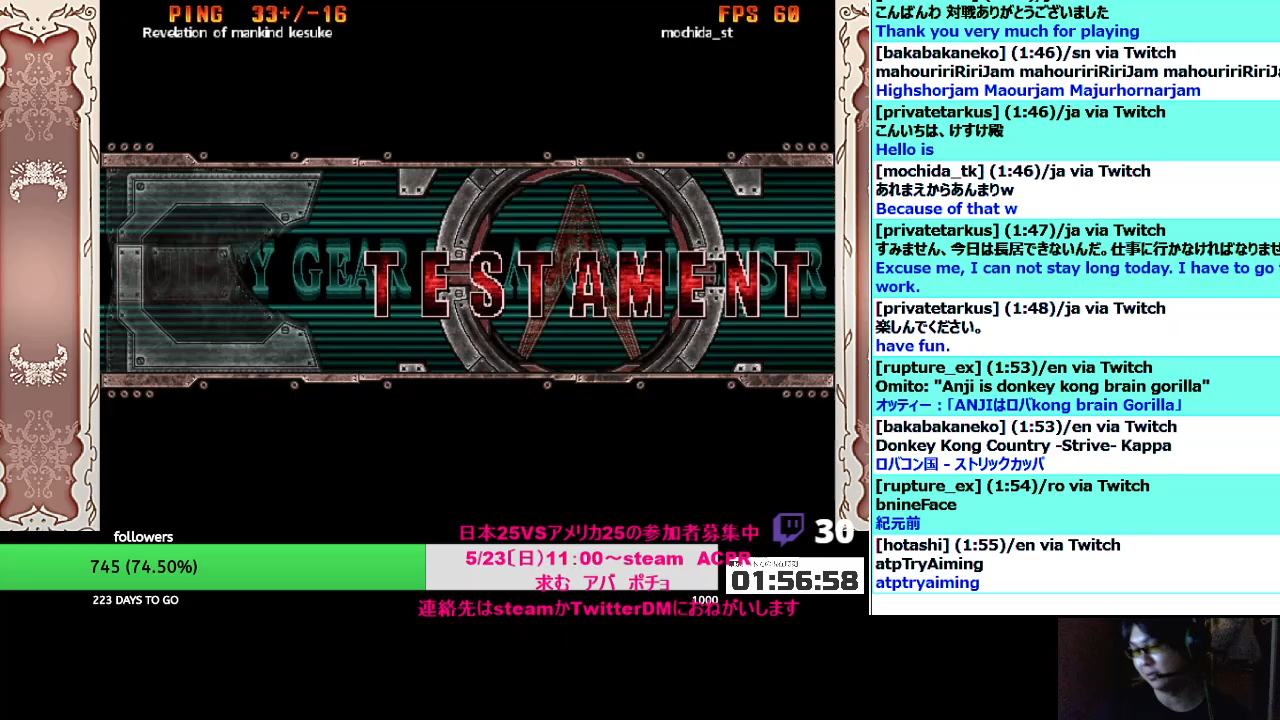 PING 33+/-16
FPS 60
Revelation of mankind kesuke
mochida_st
TESTAMENT
followers
745 (74.50%)
223 DAYS TO GO
1000
日本25VSアメリカ25の参加者募集中
5/23〔日〕11:00～steam ACPR
求む アバ ポチョ
連絡先はsteamかTwitterDMにおねがいします
30
01:56:58
こんばんわ 対戦ありがとうございました
Thank you very much for playing
[bakabakaneko] (1:46)/sn via Twitch
mahouririRiriJam mahouririRiriJam mahouririRiriJa
Highshorjam Maourjam Majurhornarjam
[privatetarkus] (1:46)/ja via Twitch
こんいちは、けすけ殿
Hello is
[mochida_tk] (1:46)/ja via Twitch
あれまえからあんまりw
Because of that w
[privatetarkus] (1:47)/ja via Twitch
すみません、今日は長居できないんだ。仕事に行かなければなりませ
Excuse me, I can not stay long today. I have to go
work.
[privatetarkus] (1:48)/ja via Twitch
楽しんでください。
have fun.
[rupture_ex] (1:53)/en via Twitch
Omito: "Anji is donkey kong brain gorilla"
オッティー：「ANJIはロバkong brain Gorilla」
[bakabakaneko] (1:53)/en via Twitch
Donkey Kong Country -Strive- Kappa
ロバコン国 - ストリックカッパ
[rupture_ex] (1:54)/ro via Twitch
bnineFace
紀元前
[hotashi] (1:55)/en via Twitch
atpTryAiming
atptryaiming